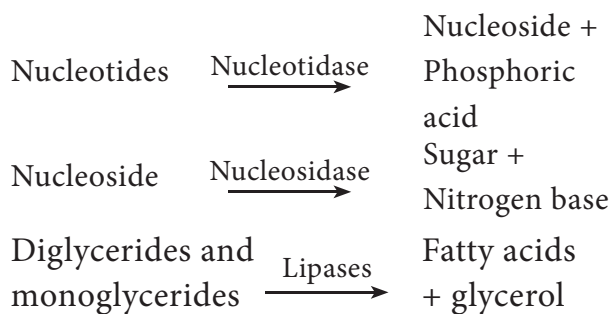 Nucleotides Nucleotidase Nucleoside +
Phosphoric
acid
Nucleoside Nucleosidase Sugar +
Nitrogen base
Diglycerides and Lipases Fatty acids
monoglycerides + glycerol